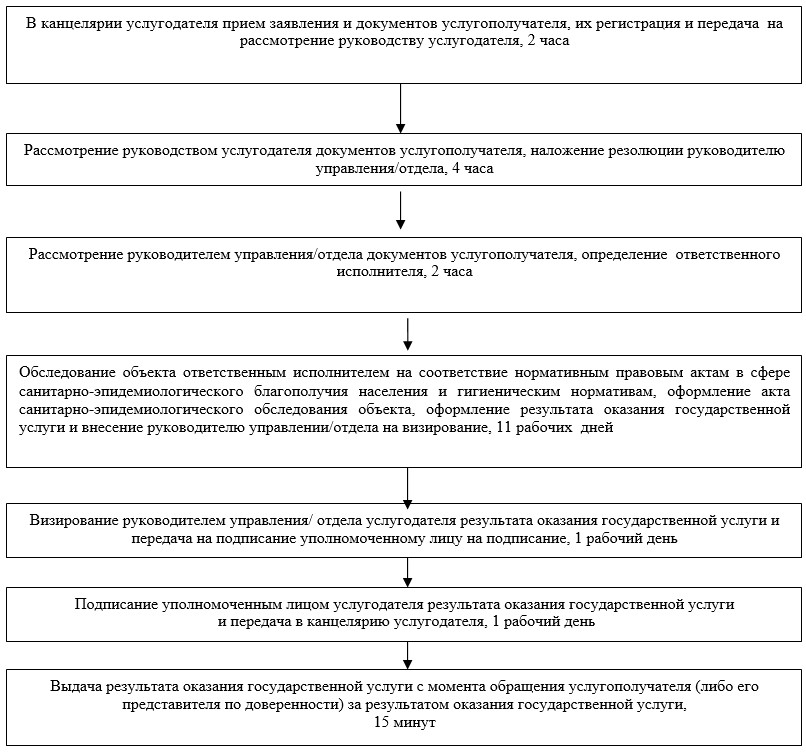 В канцелярии услугодателя прием заявления и документов услугополучателя, их регистрация и передача на
рассмотрение руководству услугодателя, 2 часа
Рассмотрение руководством услугодателя документов услугополучателя, наложение резолюции руководителю
управления/отдела, 4 часа
Рассмотрение руководителем управления/отдела документов услугополучателя, определение ответственного
исполнителя, 2 часа
Обследование объекта ответственным исполнителем на соответствие нормативным правовым актам в сфере
санитарно-эпидемиологического благополучия населения и гигиеническим нормативам, оформление акта
санитарно-эпидемиологического обследования объекта, оформление результата оказания государственной
услуги и внесение руководителю управлении/отдела на визирование, 11 рабочих дней
Визирование руководителем управления/ отдела услугодателя результата оказания государственной услуги и
передача на подписание уполномоченному лицу на подписание, 1 рабочий день
Подписание уполномоченным лицом услугодателя результата оказания государственной услуги
и передача в канцелярию услугодателя, 1 рабочий день
Выдача результата оказания государственной услуги с момента обращения услугополучателя (либо его
представителя по доверенности) за результатом оказания государственной услуги,
15 минут